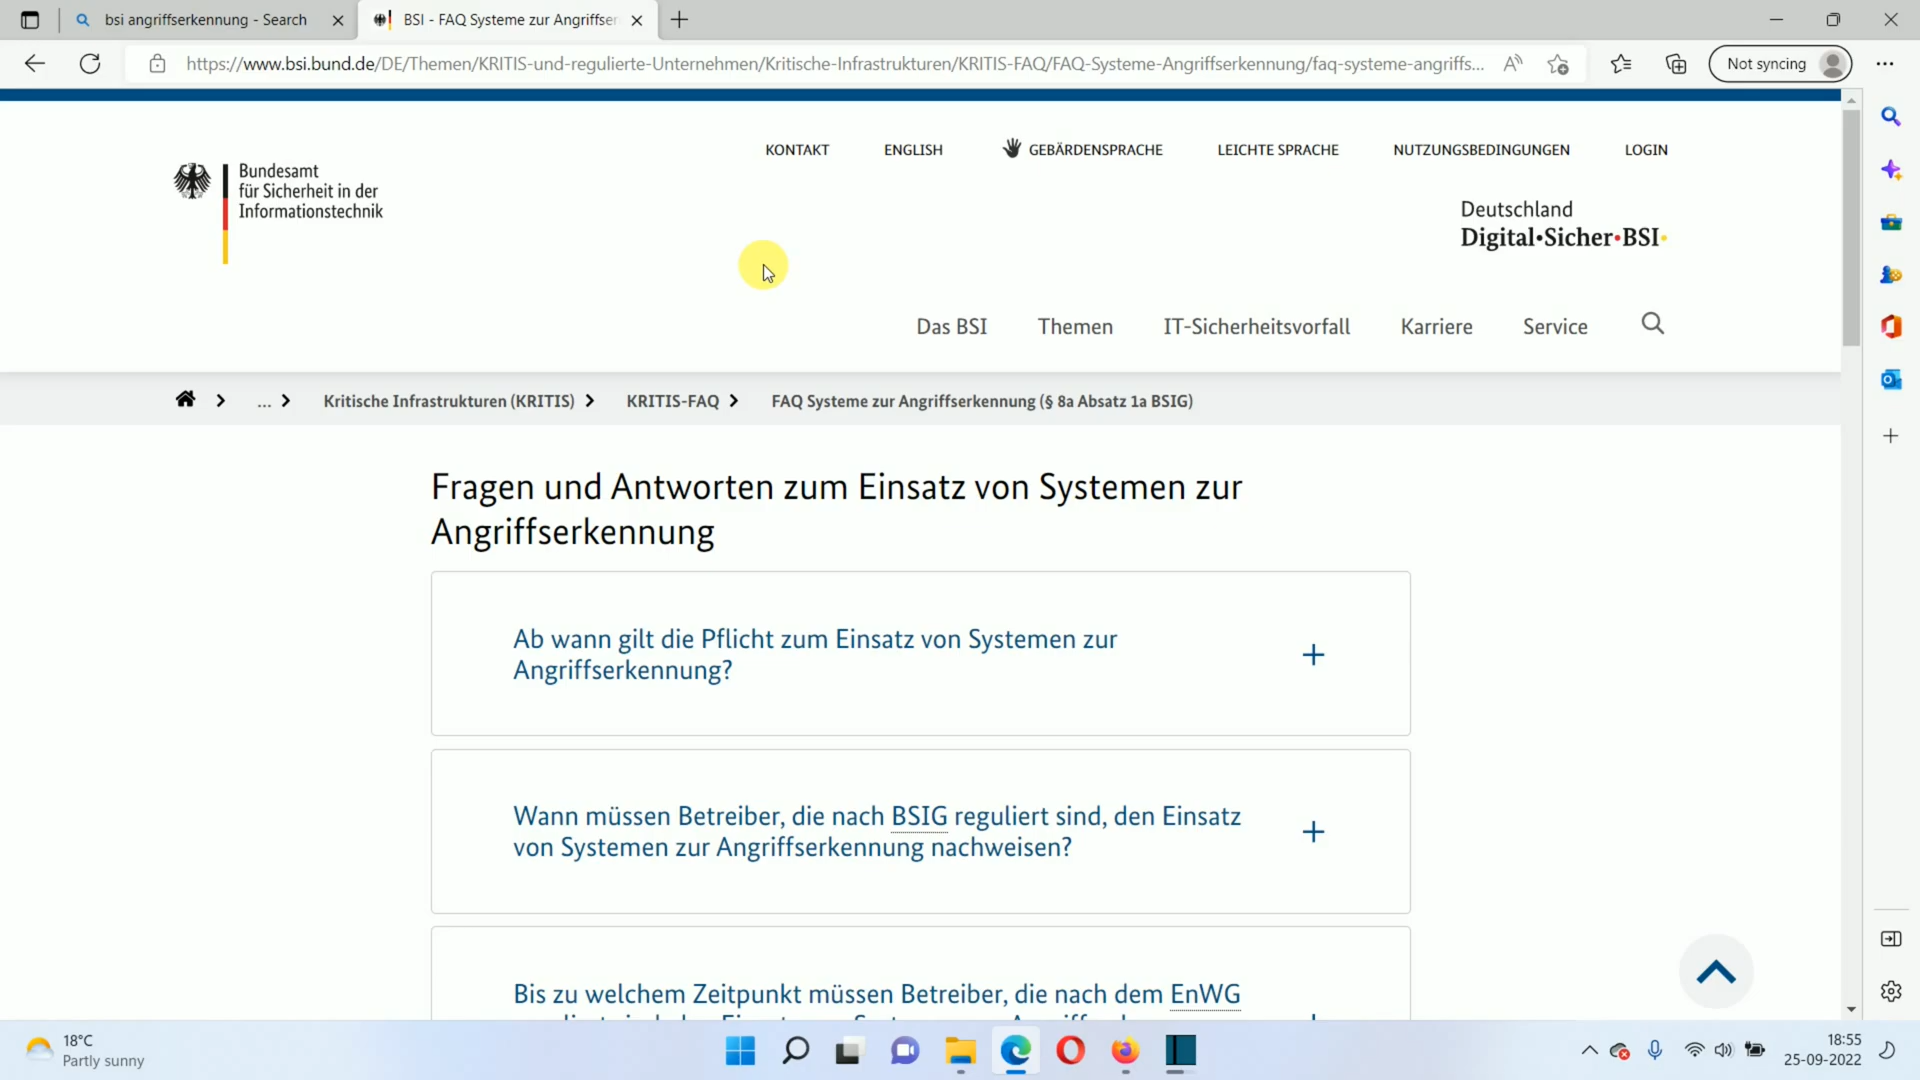 bsi angriffserkennung - Search
BSI - FAQ Systeme zur Angriffser
https://www.bsi.bund.de/DE/Themen/KRITIS-und-regulierte-Unternehmen/Kritische-Infrastrukturen/KRITIS-FAQ/FAQ-Systeme-Angriffserkennung/faq-systeme-angriffs...
Not syncing
KONTAKT
ENGLISH
GEBÄRDENSPRACHE
LEICHTE SPRACHE
NUTZUNGSBEDINGUNGEN
LOGIN
Bundesamt
für Sicherheit in der
Informationstechnik
Deutschland
Digital•Sicher•BSI•
Das BSI
Themen
IT-Sicherheitsvorfall
Karriere
Service
...
Kritische Infrastrukturen (KRITIS)
KRITIS-FAQ
FAQ Systeme zur Angriffserkennung (§ 8a Absatz 1a BSIG)
Fragen und Antworten zum Einsatz von Systemen zur
Angriffserkennung
Ab wann gilt die Pflicht zum Einsatz von Systemen zur
Angriffserkennung?
Wann müssen Betreiber, die nach BSIG reguliert sind, den Einsatz
von Systemen zur Angriffserkennung nachweisen?
Bis zu welchem Zeitpunkt müssen Betreiber, die nach dem EnWG
18°C
Partly sunny
18:55
25-09-2022